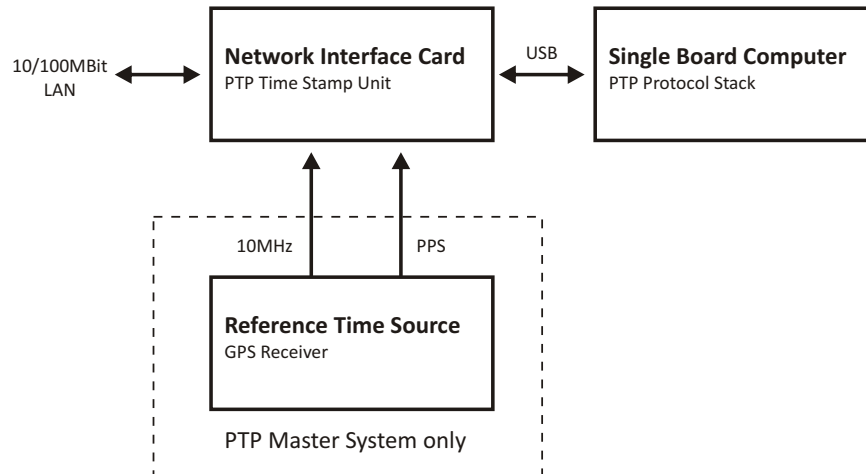 10/100MBit
LAN
Network Interface Card
PTP Time Stamp Unit
USB
Single Board Computer
PTP Protocol Stack
10MHz
PPS
Reference Time Source
GPS Receiver
PTP Master System only